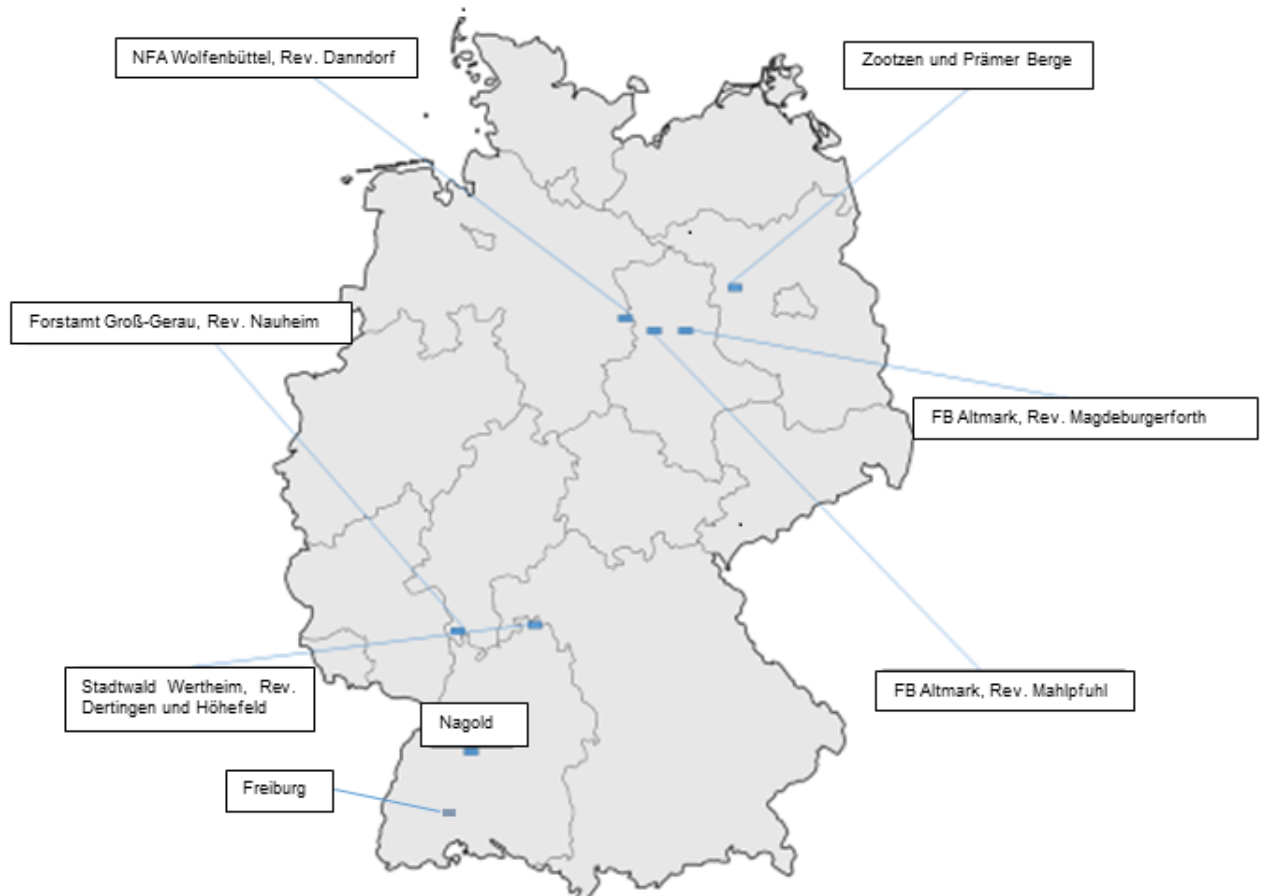 NFA Wolfenbüttel, Rev. Danndorf
Zootzen und Prämer Berge
Forstamt Groß-Gerau, Rev. Nauheim
FB Altmark, Rev. Magdeburgerforth
Stadtwald Wertheim, Rev.
Dertingen und Höhefeld
FB Altmark, Rev. Mahlpfuhl
Nagold
Freiburg